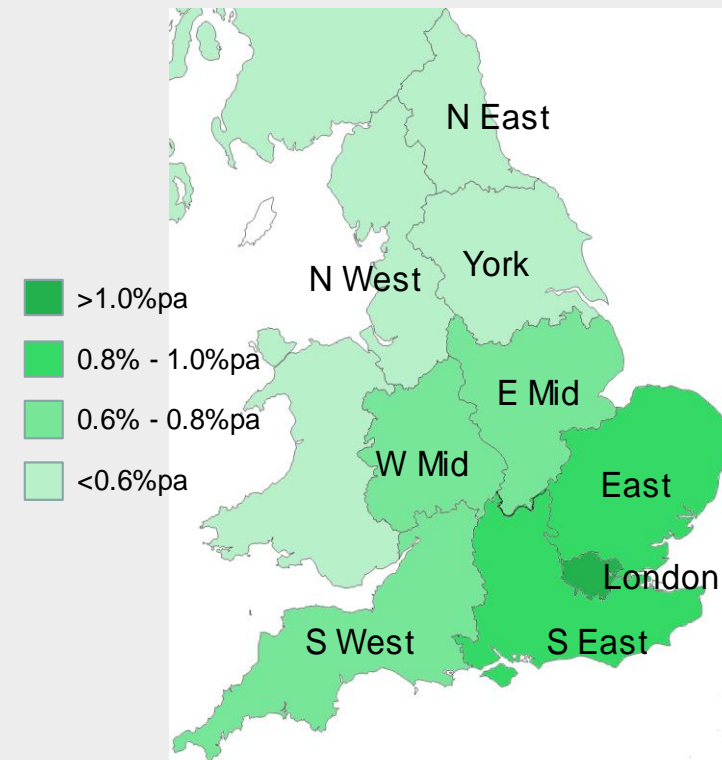 N East
York
N West
>1.0%pa
0.8% - 1.0%pa
E Mid
0.6% - 0.8%pa
W Mid
<0.6%pa
East
London
S West
S East